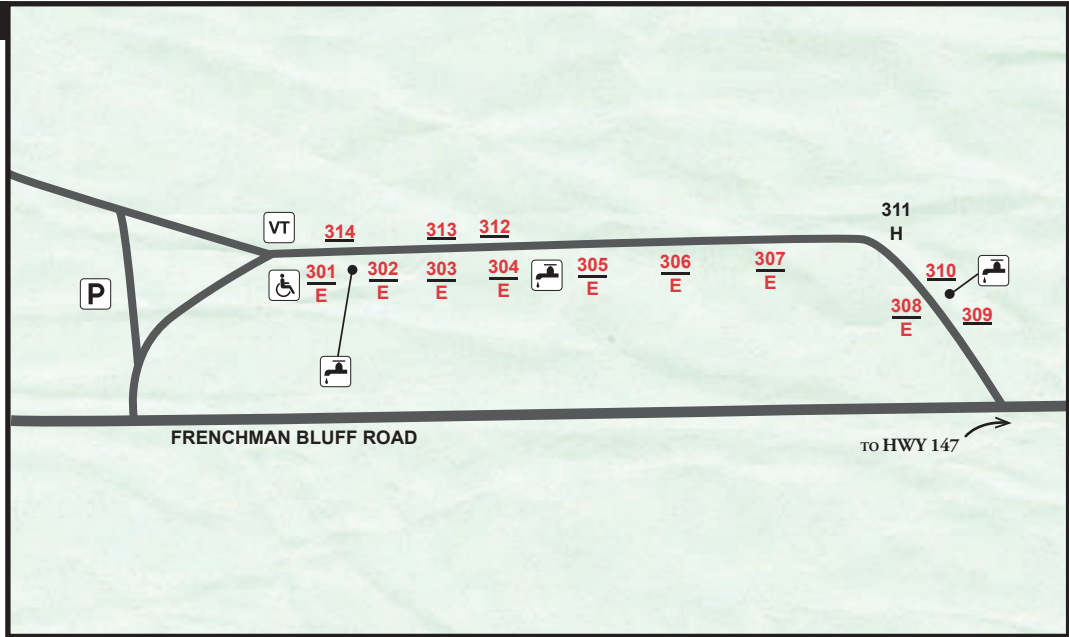 311
H
VT
314
313
312
301
E
302
E
303
E
304
E
305
E
306
E
307
E
310
308
E
309
P
FRENCHMAN BLUFF ROAD
TO HWY 147